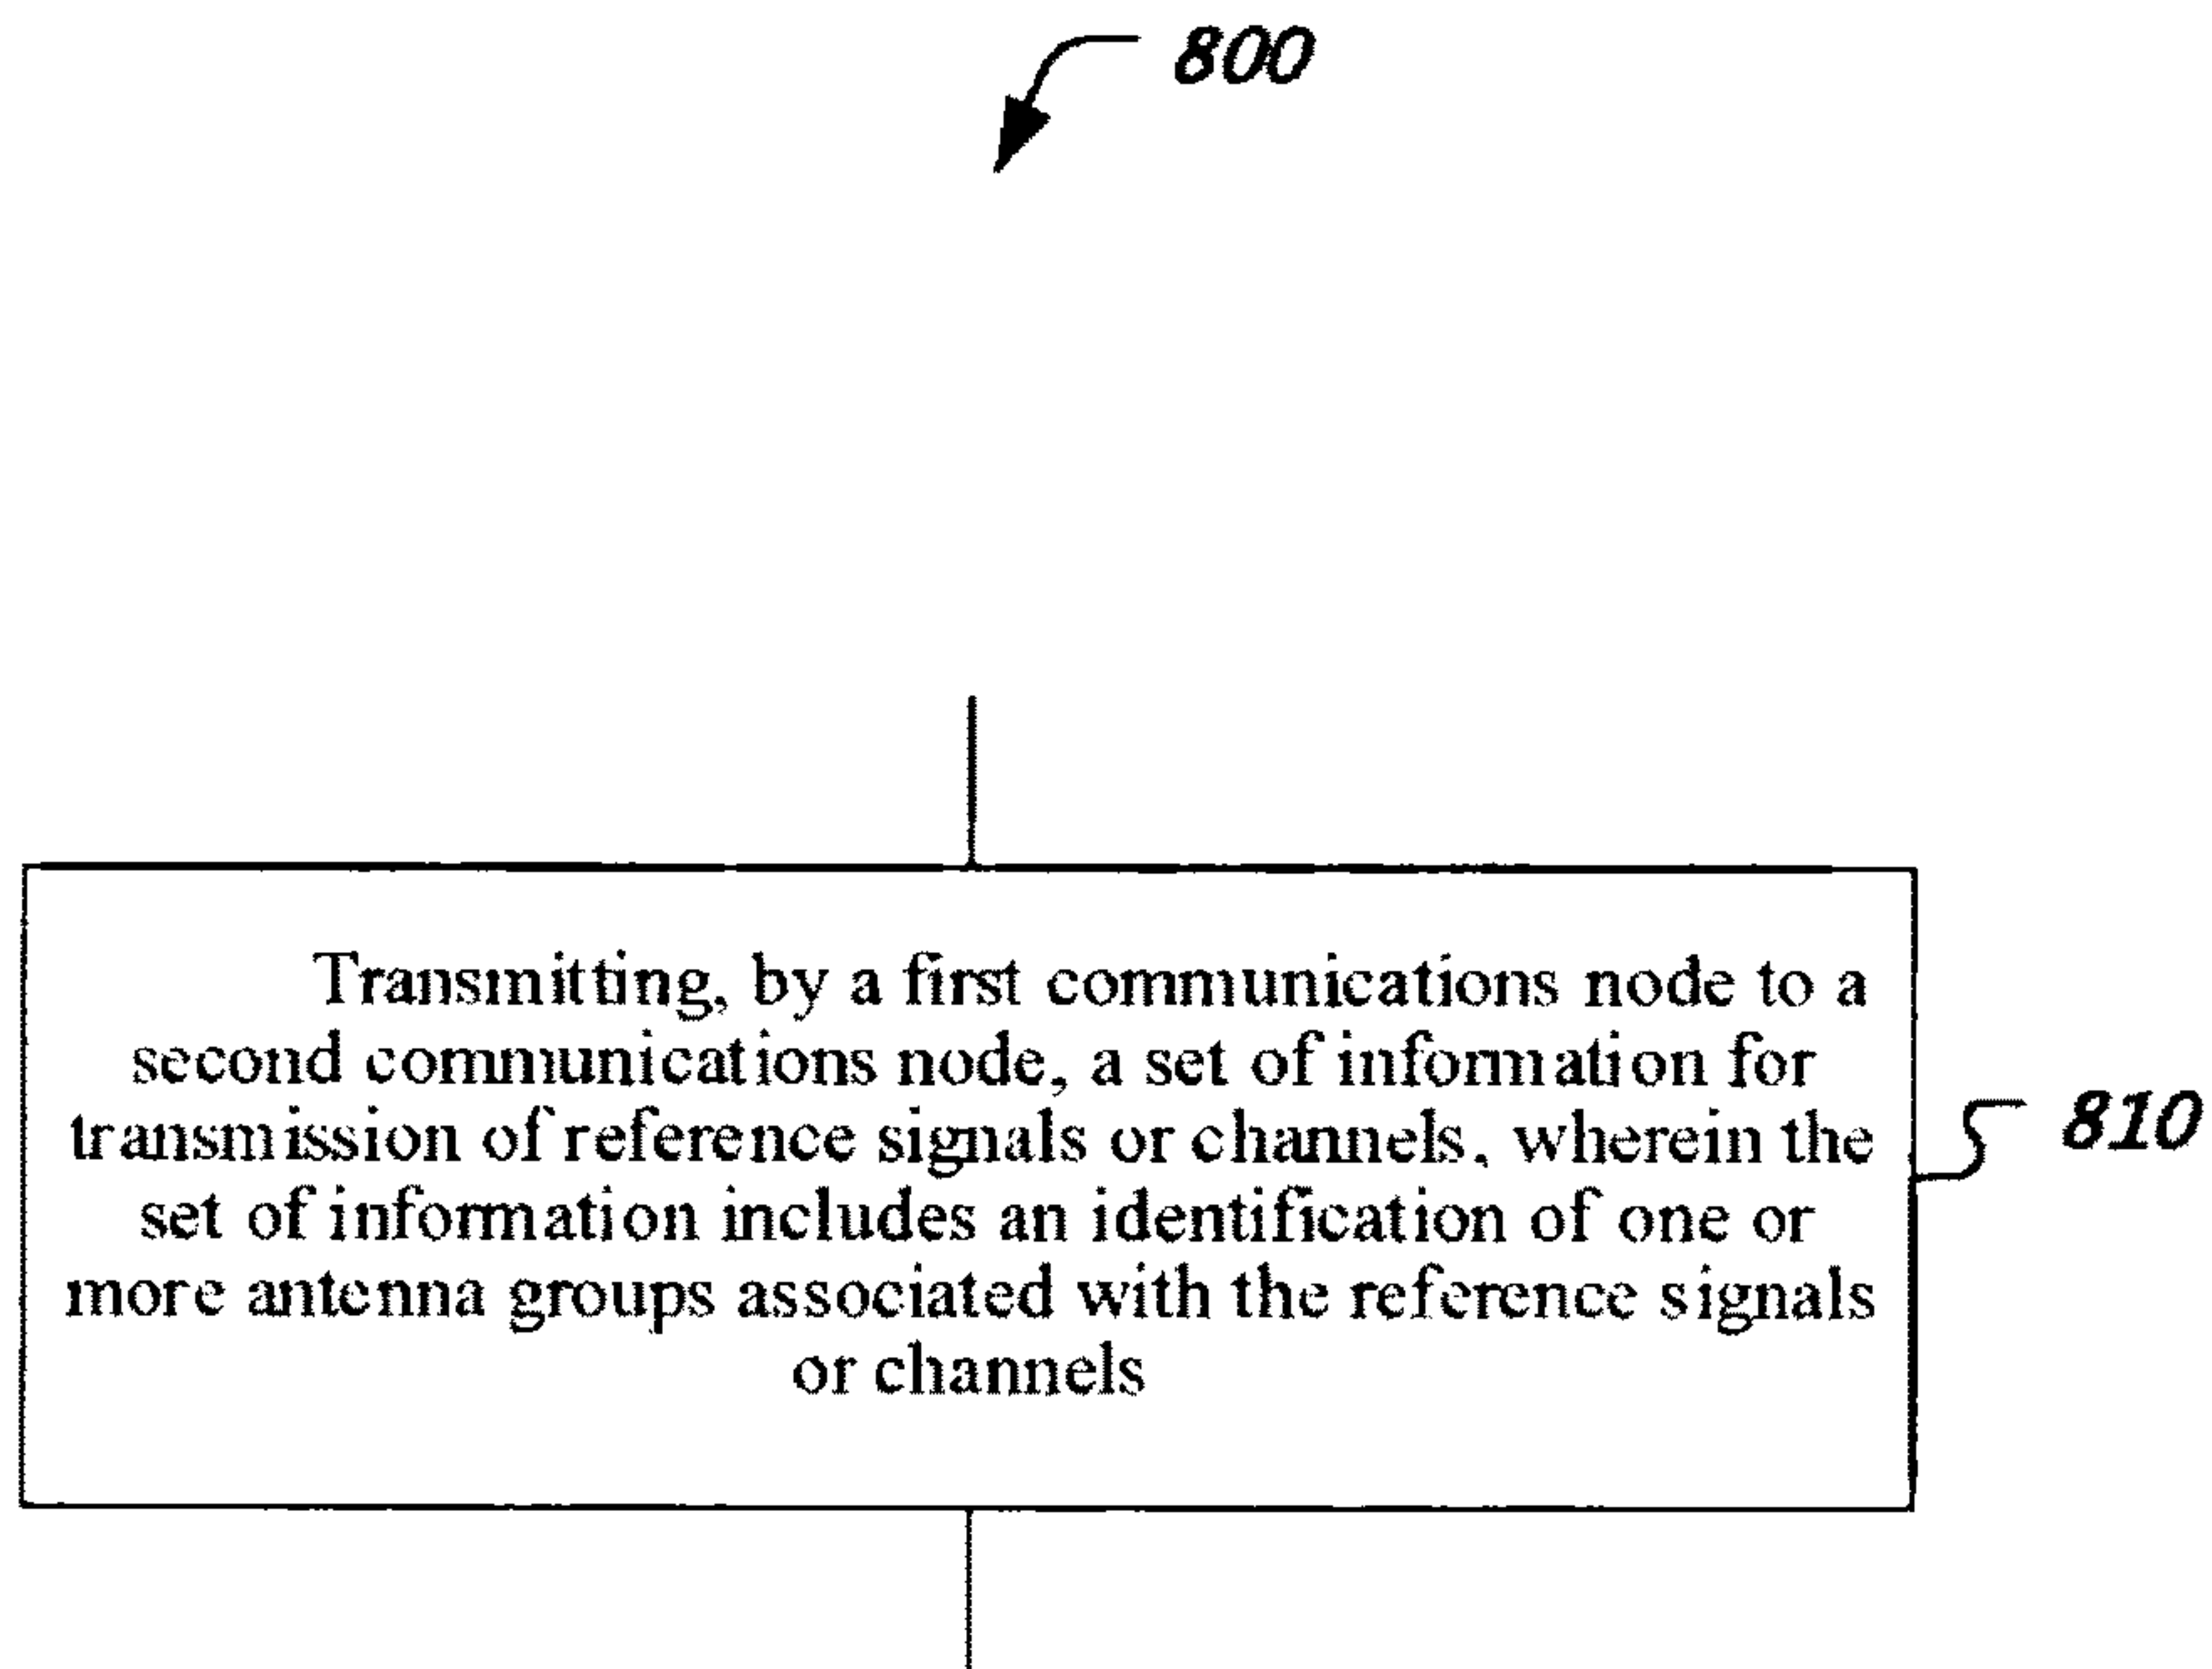 800
Transmitting, by a first communications node to a
second communications node, a set of information for
transmission of reference signals or channels, wherein the
set of information includes an identification of one or
more antenna groups associated with the reference signals
or channels
810